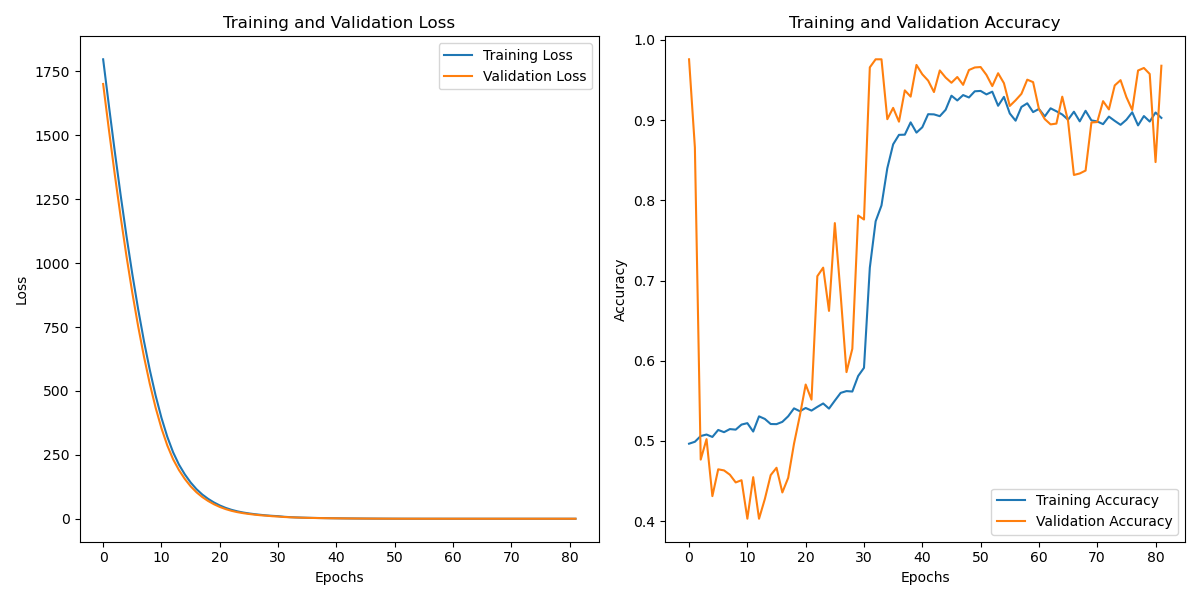 Training and Validation Loss
Training Loss
Validation Loss
1750
1500
1250
1000
750
500
250
0
Loss
0 10 20 30 40 50 60 70 80
Epochs
Training and Validation Accuracy
1.0
0.9
0.8
0.7
0.6
0.5
0.4
Accuracy
Training Accuracy
Validation Accuracy
0 10 20 30 40 50 60 70 80
Epochs